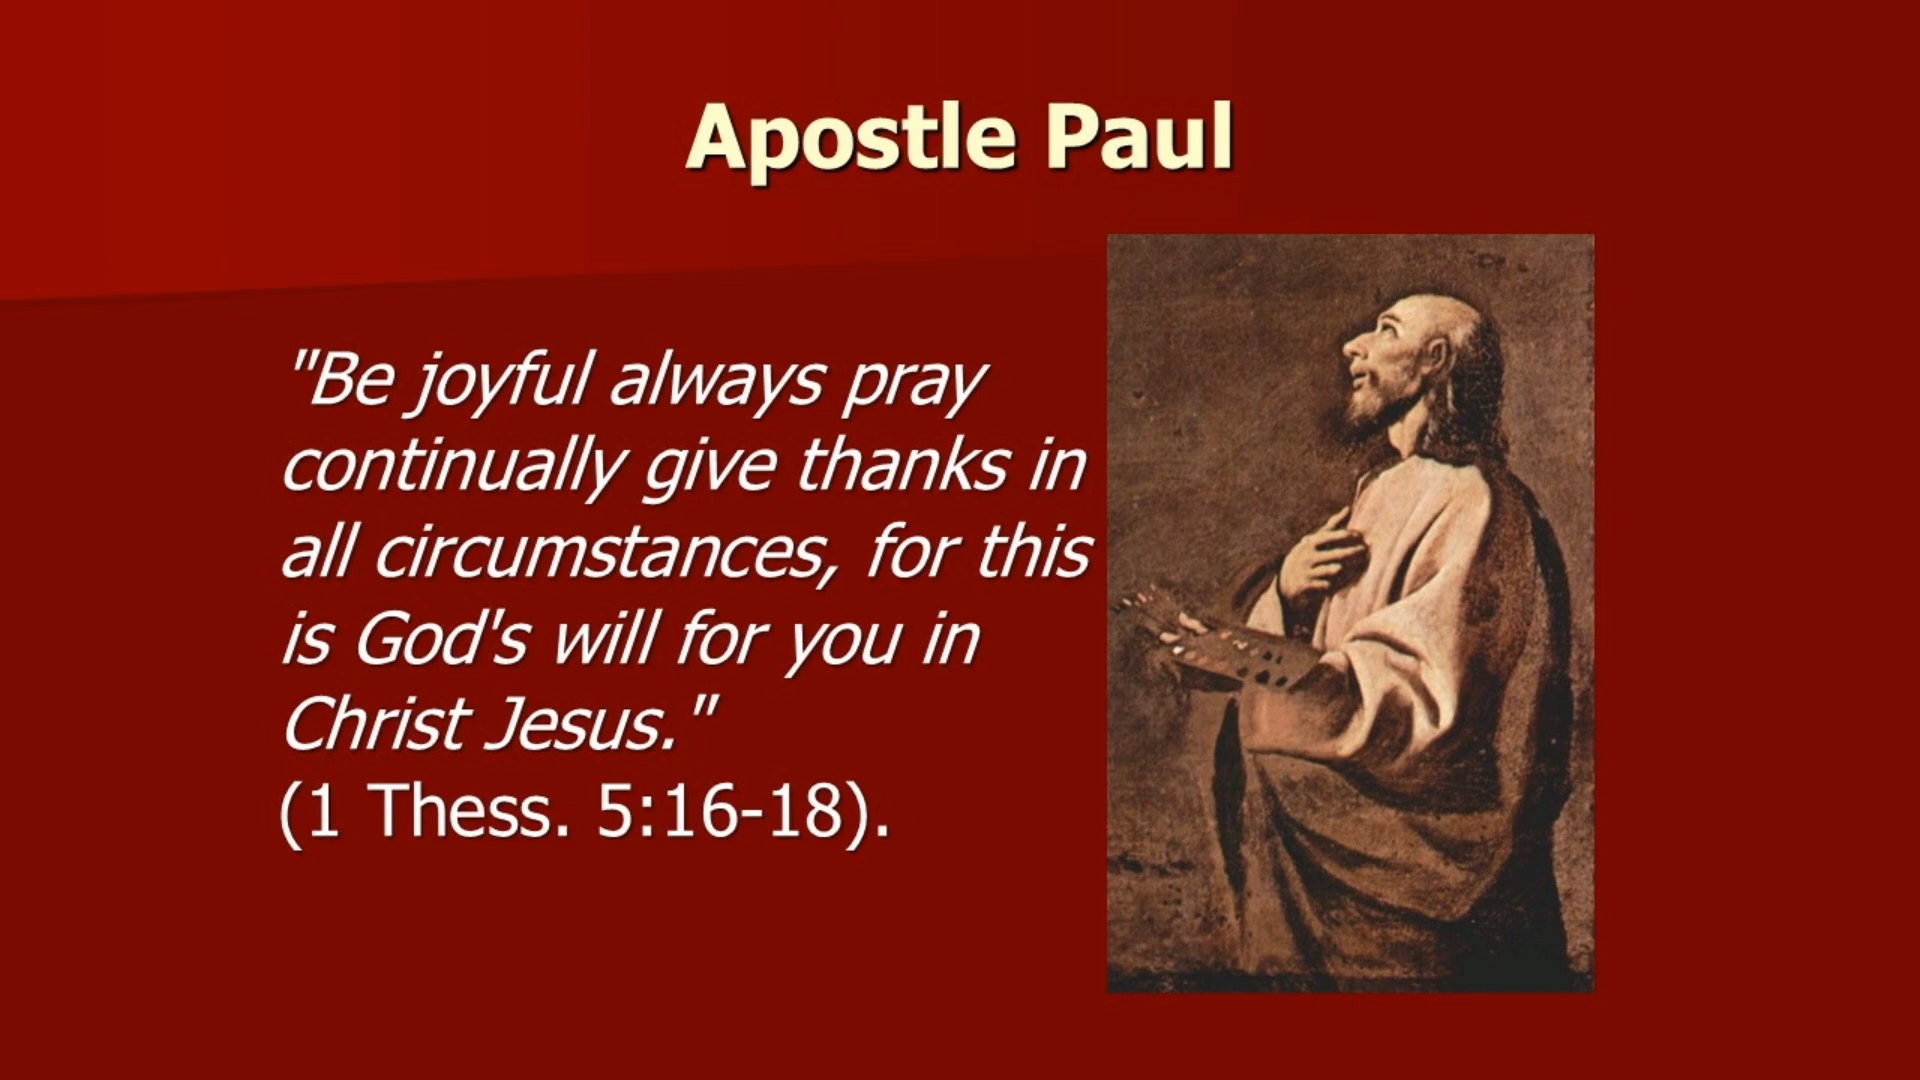 Apostle Paul
"Be joyful always pray
continually give thanks in
all circumstances, for this
is God's will for you in
Christ Jesus."
(1 Thess. 5:16-18).